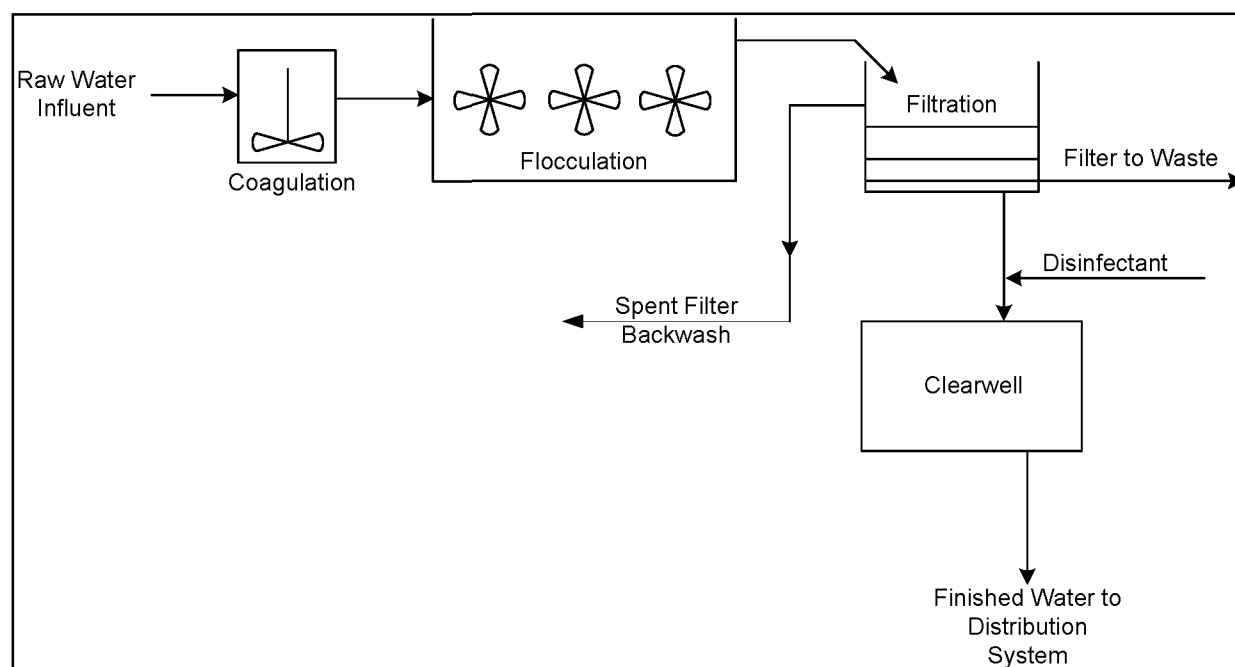 Raw Water
Influent
Coagulation
Flocculation
Filtration
Filter to Waste
Disinfectant
Spent Filter
Backwash
Clearwell
Finished Water to
Distribution
System